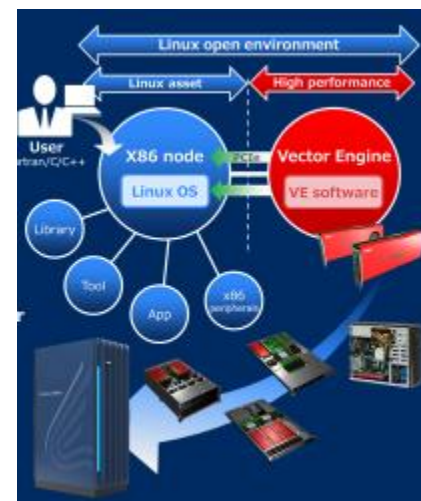 Linux open environment
Linux asset
High performance
User
ortran/C/C++
X86 node
PCIe
Vector Engine
Linux OS
VE software
Library
Tool
App
x86
peripherals
r